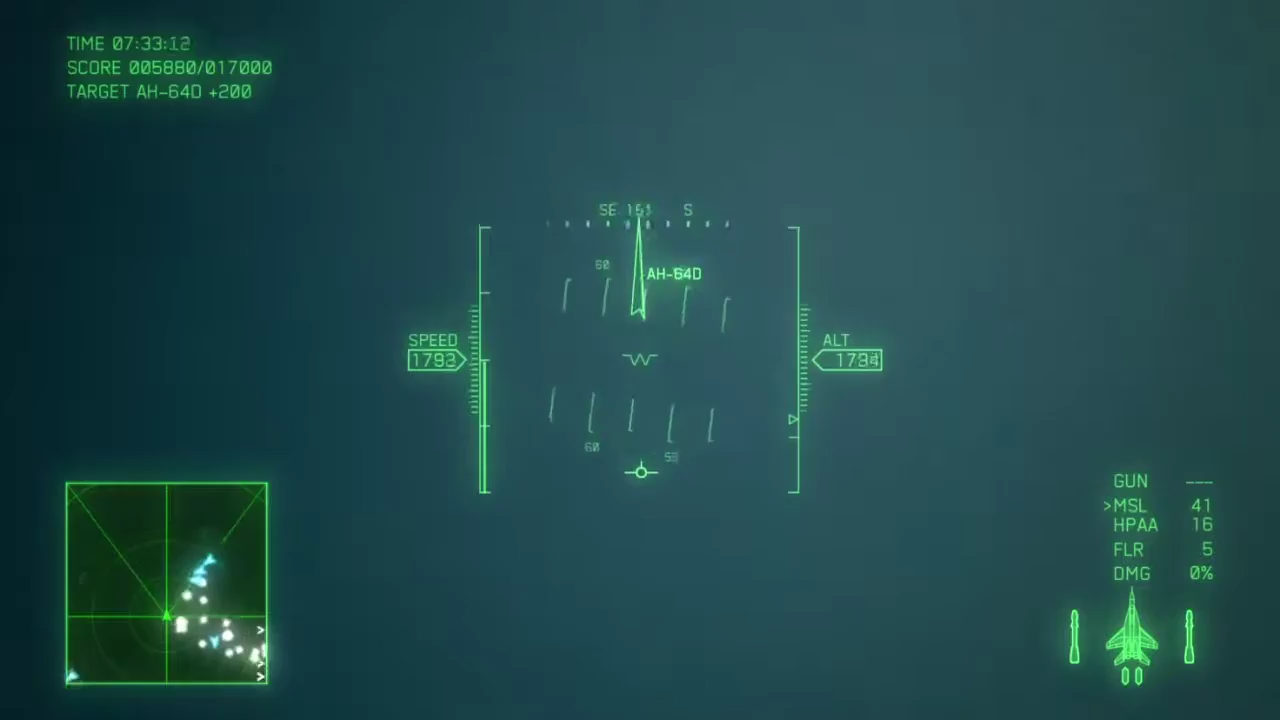 TIME 07:33:12
SCORE 005880/017000
TARGET AH-64D +200
SE 161 S
60
AH-64D
SPEED
1793
ALT
1734
60
GUN ---
>MSL 41
HPAA 16
FLR 5
DMG 0%